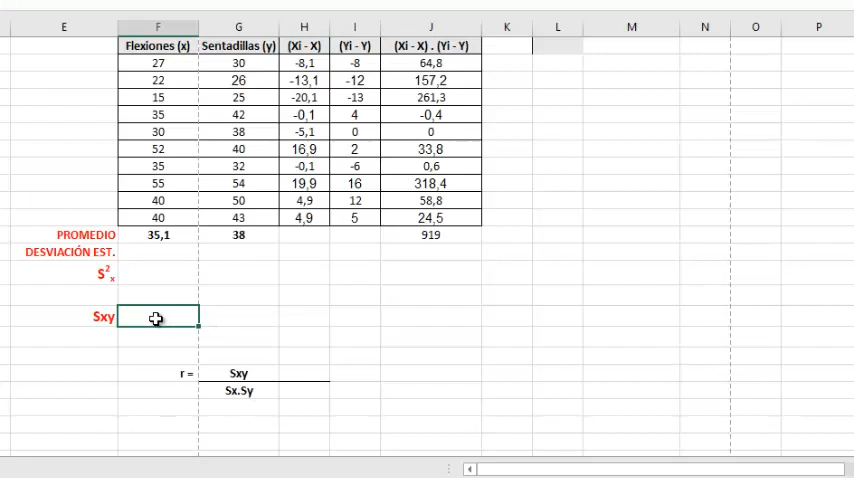 E F G H I J K L M N O P
Flexiones (x) Sentadillas (y) (Xi - X) (Yi - Y) (Xi - X) . (Yi - Y)
27 30 -8,1 -8 64,8
22 26 -13,1 -12 157,2
15 25 -20,1 -13 261,3
35 42 -0,1 4 -0,4
30 38 -5,1 0 0
52 40 16,9 2 33,8
35 32 -0,1 -6 0,6
55 54 19,9 16 318,4
40 50 4,9 12 58,8
40 43 4,9 5 24,5
PROMEDIO 35,1 38 919
DESVIACIÓN EST.
S²ₓ
Sxy
r = Sxy
Sx.Sy